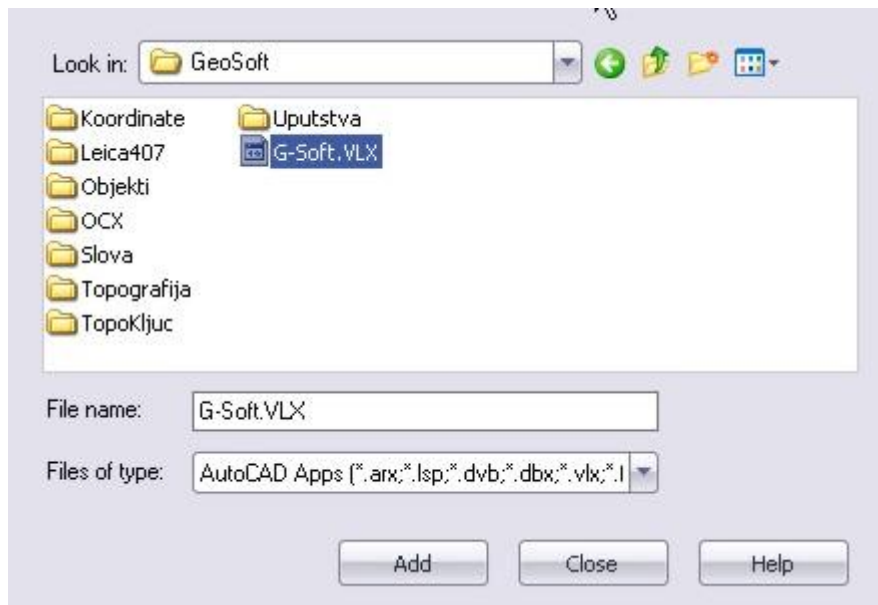 Look in: GeoSoft
Koordinate
Leica407
Objekti
OCX
Slova
Topografija
TopoKljuc
Uputstva
G-Soft.VLX
File name: G-Soft.VLX
Files of type: AutoCAD Apps (*.arx;*.lsp;*.dvb;*.dbx;*.vlx;*.
Add Close Help